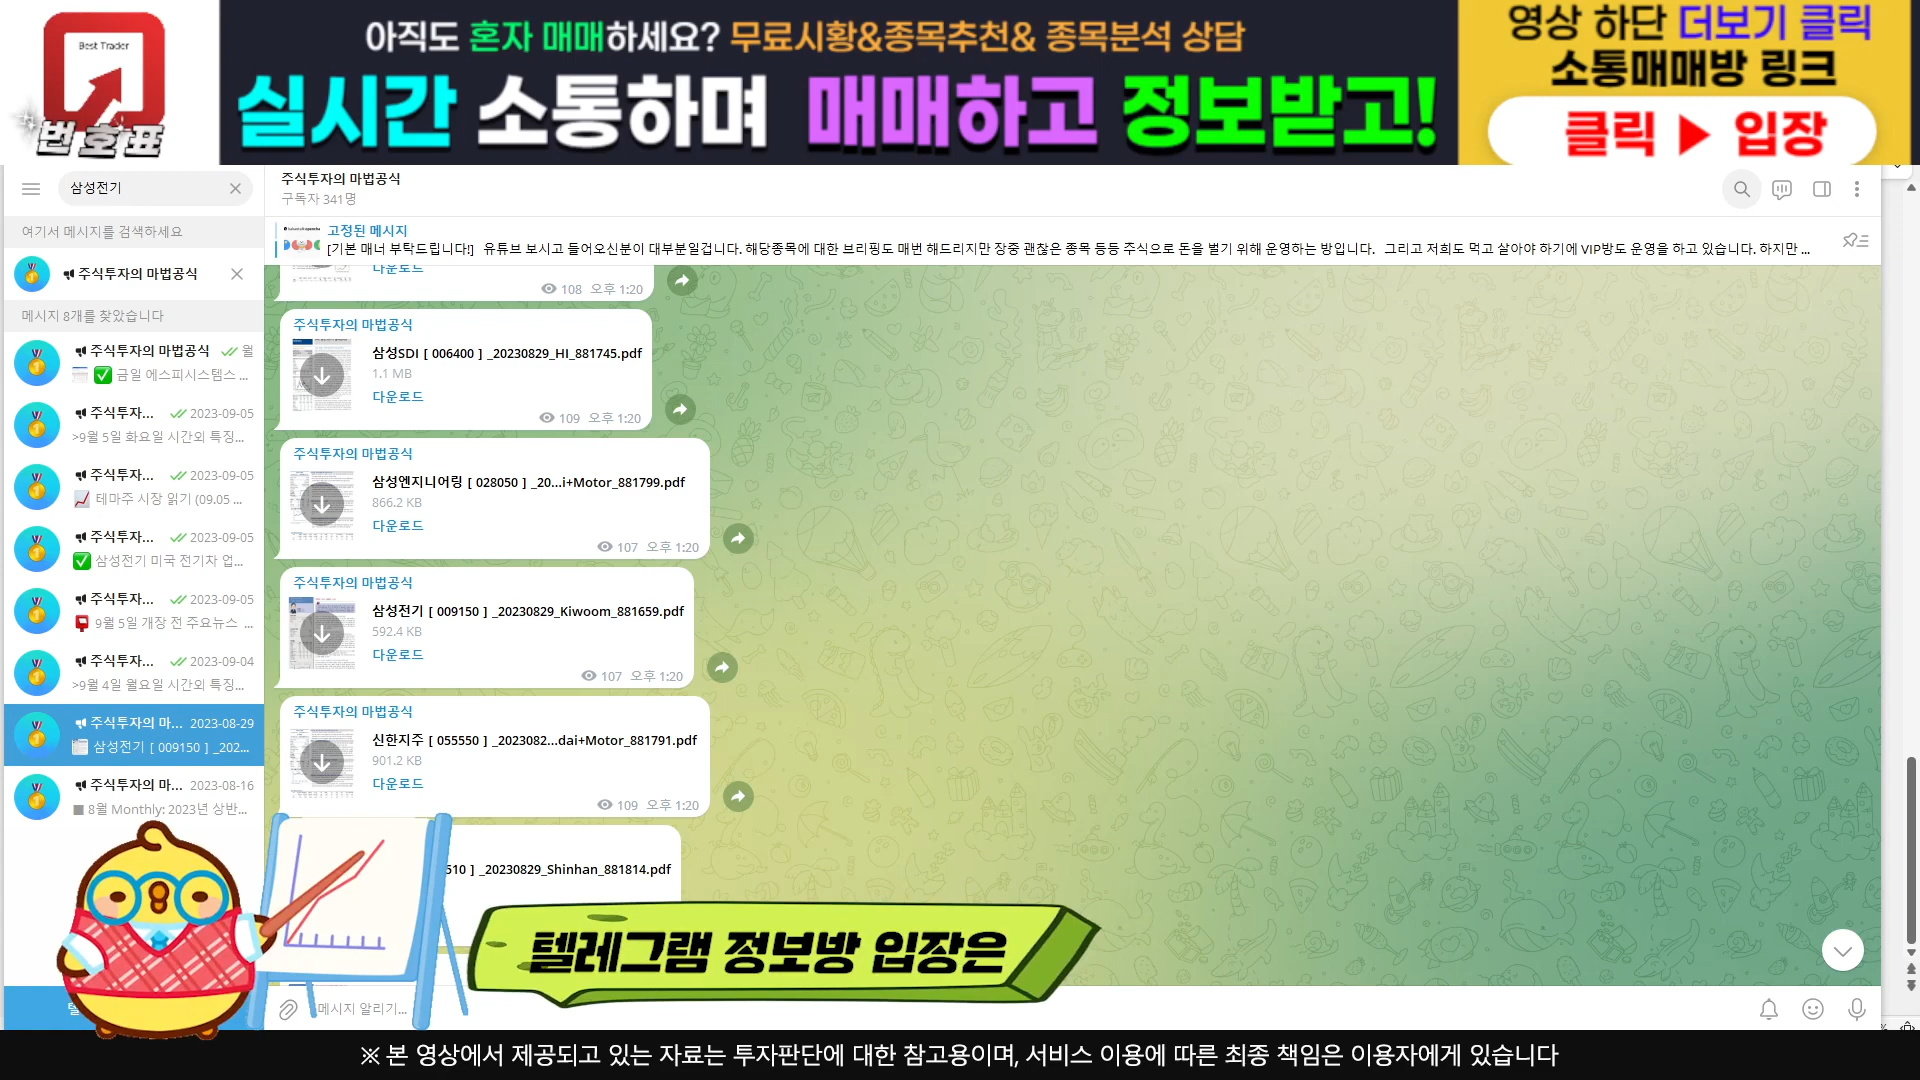 Best Trader
번호표
아직도 혼자 매매하세요? 무료시황&종목추천& 종목분석 상담
실시간 소통하며 매매하고 정보받고!
영상 하단 더보기 클릭
소통매매방 링크
클릭 ▶ 입장
삼성전기
여기서 메시지를 검색하세요
주식투자의 마법공식
메시지 8개를 찾았습니다
주식투자의 마법공식 월
✅ 금일 에스피시스템스 ...
주식투자... 2023-09-05
>9월 5일 화요일 시간외 특징...
주식투자... 2023-09-05
테마주 시장 읽기 (09.05 ...
주식투자... 2023-09-05
✅ 삼성전기 미국 전기차 업...
주식투자... 2023-09-05
9월 5일 개장 전 주요뉴스 ...
주식투자... 2023-09-04
>9월 4일 월요일 시간외 특징...
주식투자의 마... 2023-08-29
삼성전기 [ 009150 ] _202...
주식투자의 마... 2023-08-16
■ 8월 Monthly: 2023년 상반...
주식투자의 마법공식
구독자 341명
고정된 메시지
[기본 매너 부탁드립니다!] 유튜브 보시고 들어오신분이 대부분일겁니다. 해당종목에 대한 브리핑도 매번 해드리지만 장중 괜찮은 종목 등등 주식으로 돈을 벌기 위해 운영하는 방입니다. 그리고 저희도 먹고 살아야 하기에 VIP방도 운영을 하고 있습니다. 하지만 ...
다운로드
108 오후 1:20
주식투자의 마법공식
삼성SDI [ 006400 ] _20230829_HI_881745.pdf
1.1 MB
다운로드
109 오후 1:20
주식투자의 마법공식
삼성엔지니어링 [ 028050 ] _20...i+Motor_881799.pdf
866.2 KB
다운로드
107 오후 1:20
주식투자의 마법공식
삼성전기 [ 009150 ] _20230829_Kiwoom_881659.pdf
592.4 KB
다운로드
107 오후 1:20
주식투자의 마법공식
신한지주 [ 055550 ] _2023082...dai+Motor_881791.pdf
901.2 KB
다운로드
109 오후 1:20
510 ] _20230829_Shinhan_881814.pdf
텔레그램 정보방 입장은
메시지 알리기...
※ 본 영상에서 제공되고 있는 자료는 투자판단에 대한 참고용이며, 서비스 이용에 따른 최종 책임은 이용자에게 있습니다